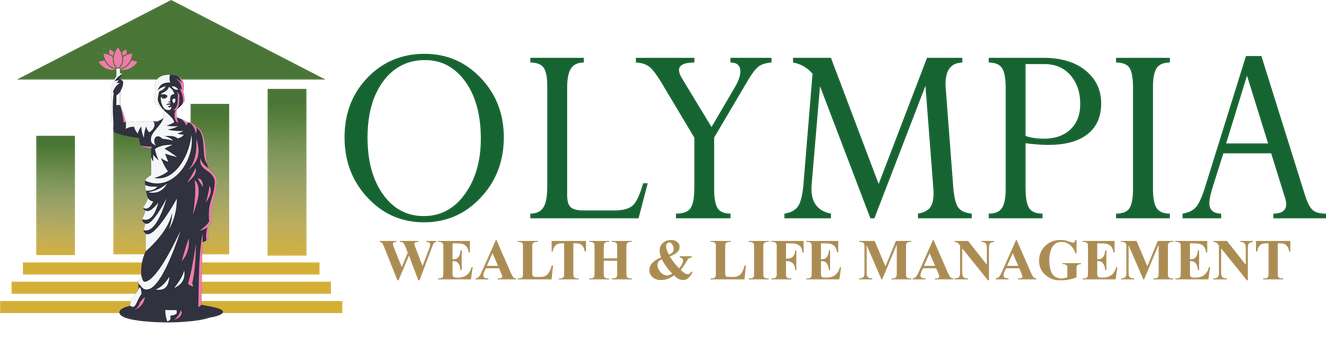 OLYMPIA
WEALTH & LIFE MANAGEMENT